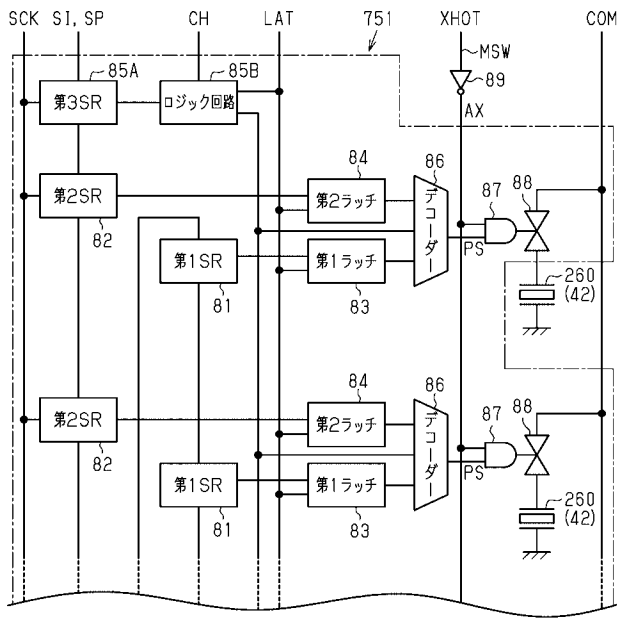 SCK SI, SP CH LAT 751 XHOT COM
MSW
85A 85B 89
第3SR ロジック回路 AX
84 86
第2SR 第2ラッチ デコーダー 87 88
82 PS
第1SR 第1ラッチ
81 83 260
(42)
84 86
第2SR 第2ラッチ デコーダー 87 88
82 PS
第1SR 第1ラッチ
81 83 260
(42)